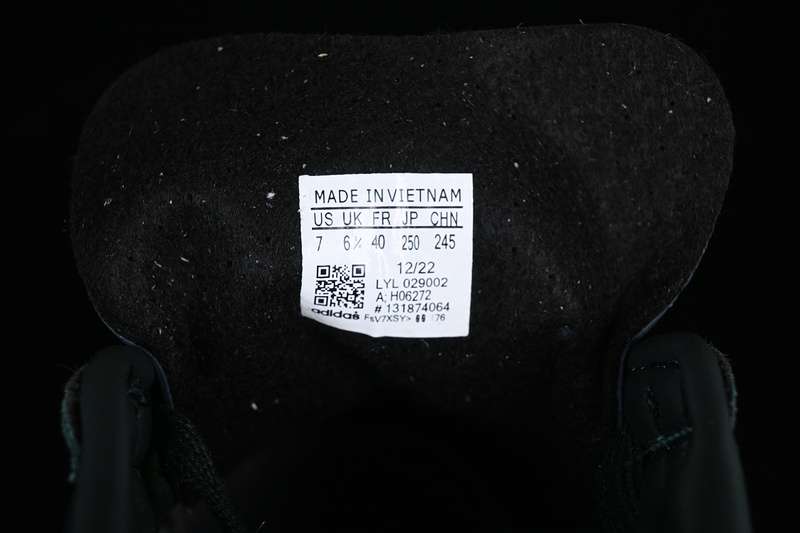 MADE IN VIETNAM
US UK FR JP CHN
7 6½ 40 250 245
12/22
LYL 029002
A; H06272
# 131874064
adidas FsV7XSY>